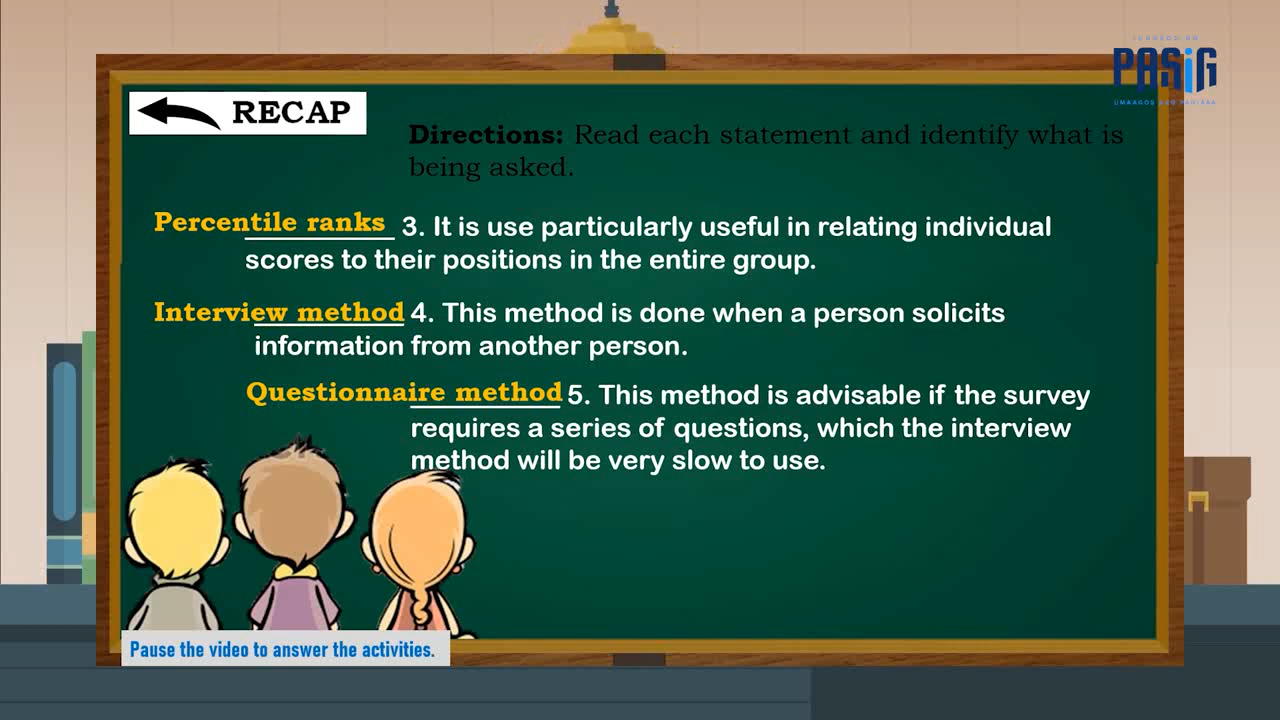 PASiG
RECAP
Directions: Read each statement and identify what is
being asked.
Percentile ranks 3. It is use particularly useful in relating individual
scores to their positions in the entire group.
Interview method 4. This method is done when a person solicits
information from another person.
Questionnaire method 5. This method is advisable if the survey
requires a series of questions, which the interview
method will be very slow to use.
Pause the video to answer the activities.